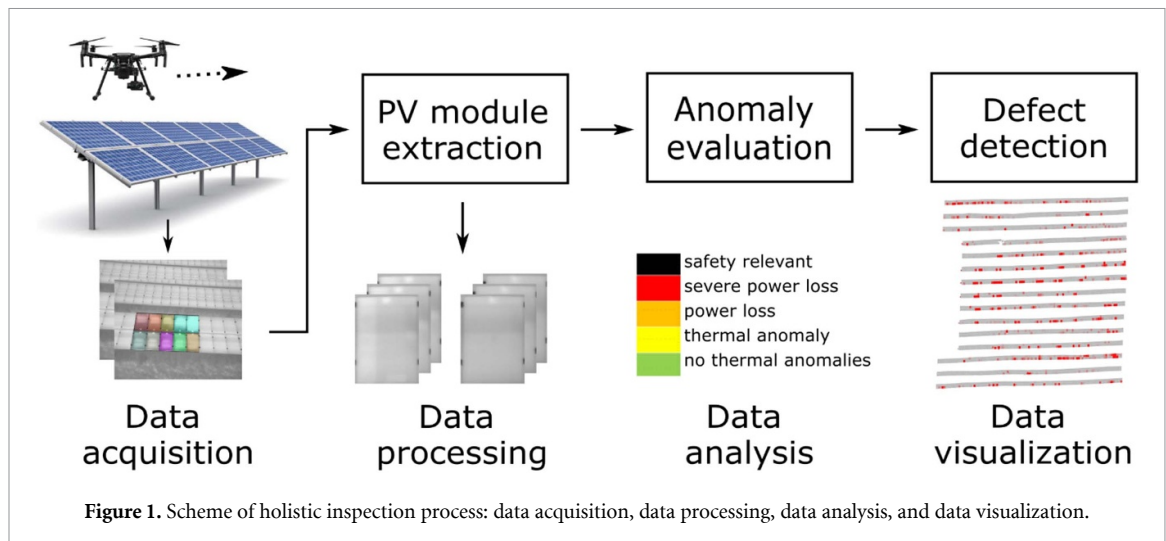 PV module
extraction
Anomaly
evaluation
Defect
detection
safety relevant
severe power loss
power loss
thermal anomaly
no thermal anomalies
Data
acquisition
Data
processing
Data
analysis
Data
visualization
Figure 1. Scheme of holistic inspection process: data acquisition, data processing, data analysis, and data visualization.